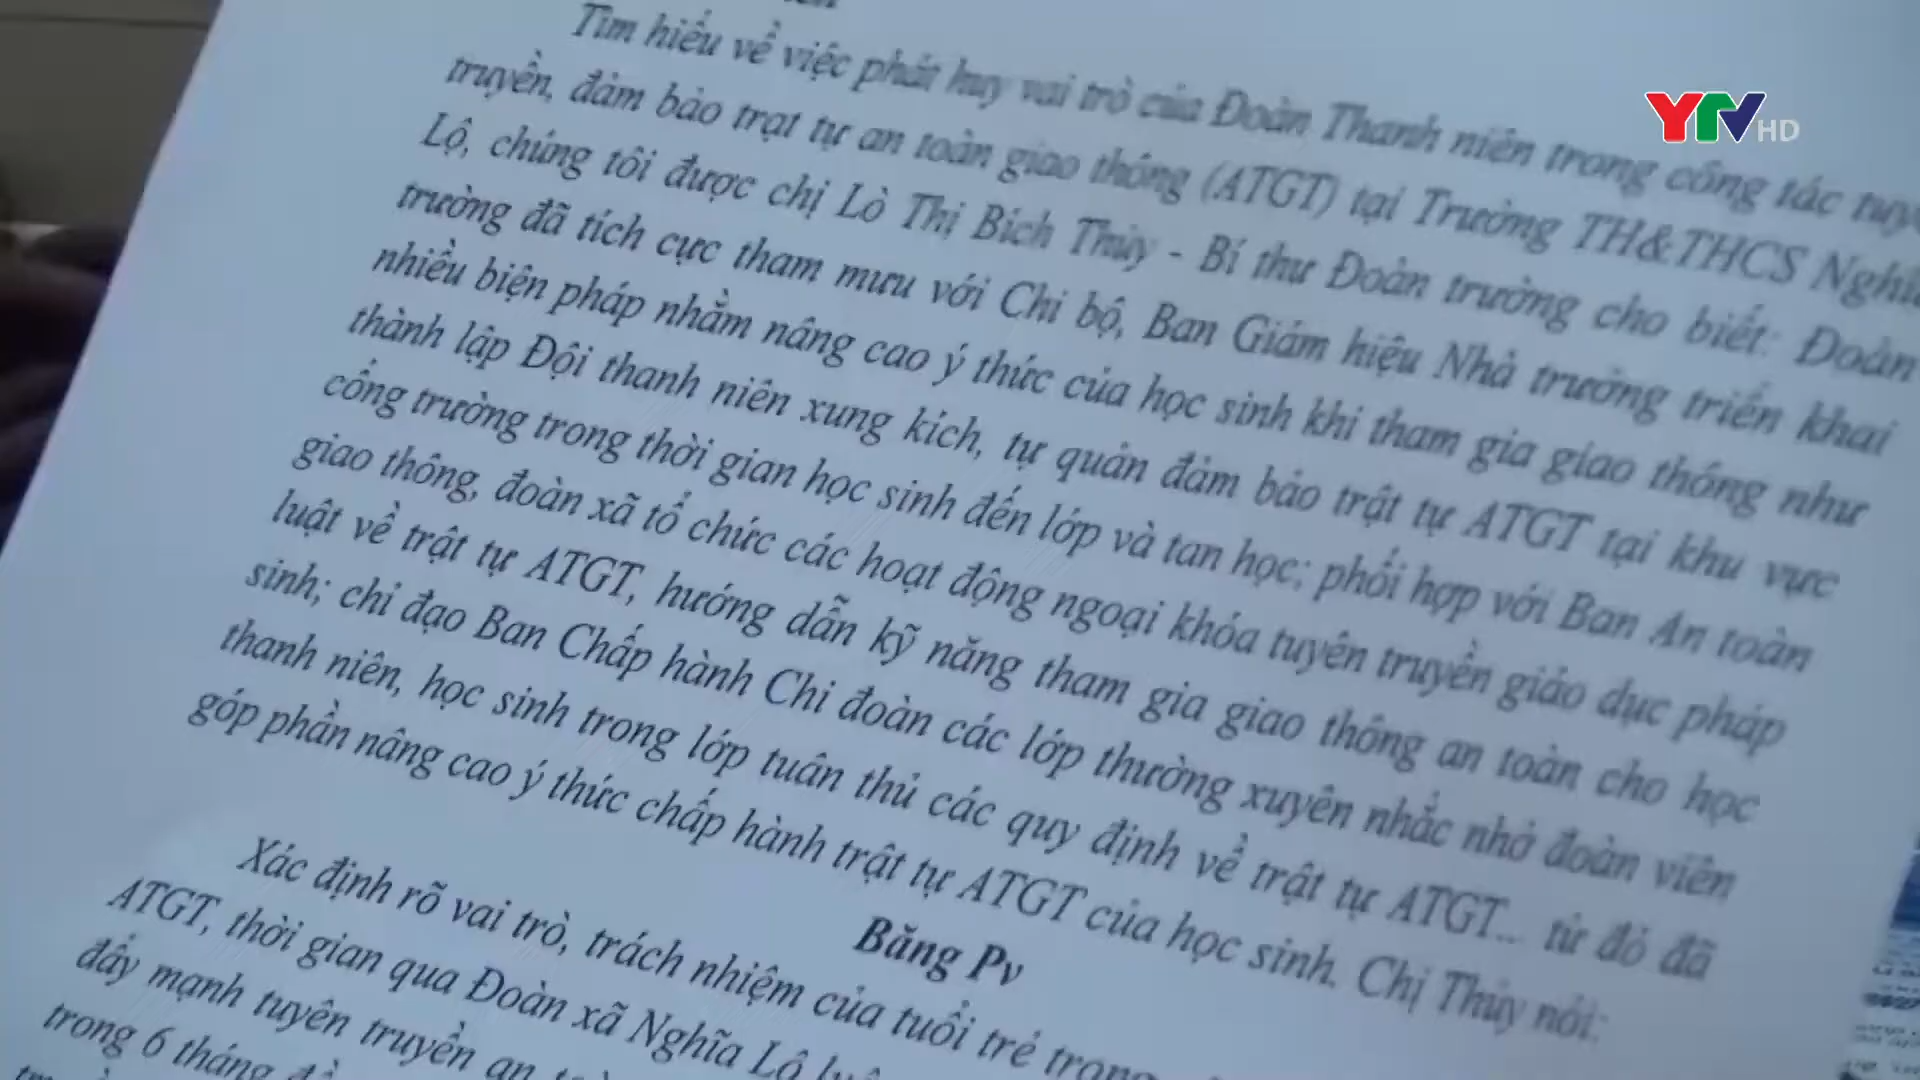 YTV HD
Tìm hiểu về việc phát huy vai trò của Đoàn Thanh niên trong công tác
truyền, đảm bảo trạt tự an toàn giao thông (ATGT) tại Trường TH&THCS Nghĩa
Lộ, chúng tôi được chị Lò Thị Bích Thủy - Bí thư Đoàn trường cho biết: Đoàn
trường đã tích cực tham mưu với Chi bộ, Ban Giám hiệu Nhà trường triển khai
nhiều biện pháp nhằm nâng cao ý thức của học sinh khi tham gia giao thông như
thành lập Đội thanh niên xung kích, tự quản đảm bảo trật tự ATGT tại khu vực
cổng trường trong thời gian học sinh đến lớp và tan học; phối hợp với Ban An toàn
giao thông, đoàn xã tổ chức các hoạt động ngoại khóa tuyên truyền giáo dục pháp
luật về trật tự ATGT, hướng dẫn kỹ năng tham gia giao thông an toàn cho học
sinh; chỉ đạo Ban Chấp hành Chi đoàn các lớp thường xuyên nhắc nhở đoàn viên
thanh niên, học sinh trong lớp tuân thủ các quy định về trật tự ATGT... từ đó đã
góp phần nâng cao ý thức chấp hành trật tự ATGT của học sinh. Chị Thủy nói:
Băng Pv
Xác định rõ vai trò, trách nhiệm của tuổi trẻ trong
ATGT, thời gian qua Đoàn xã Nghĩa Lộ
đẩy mạnh tuyên truyền an
trong 6 tháng